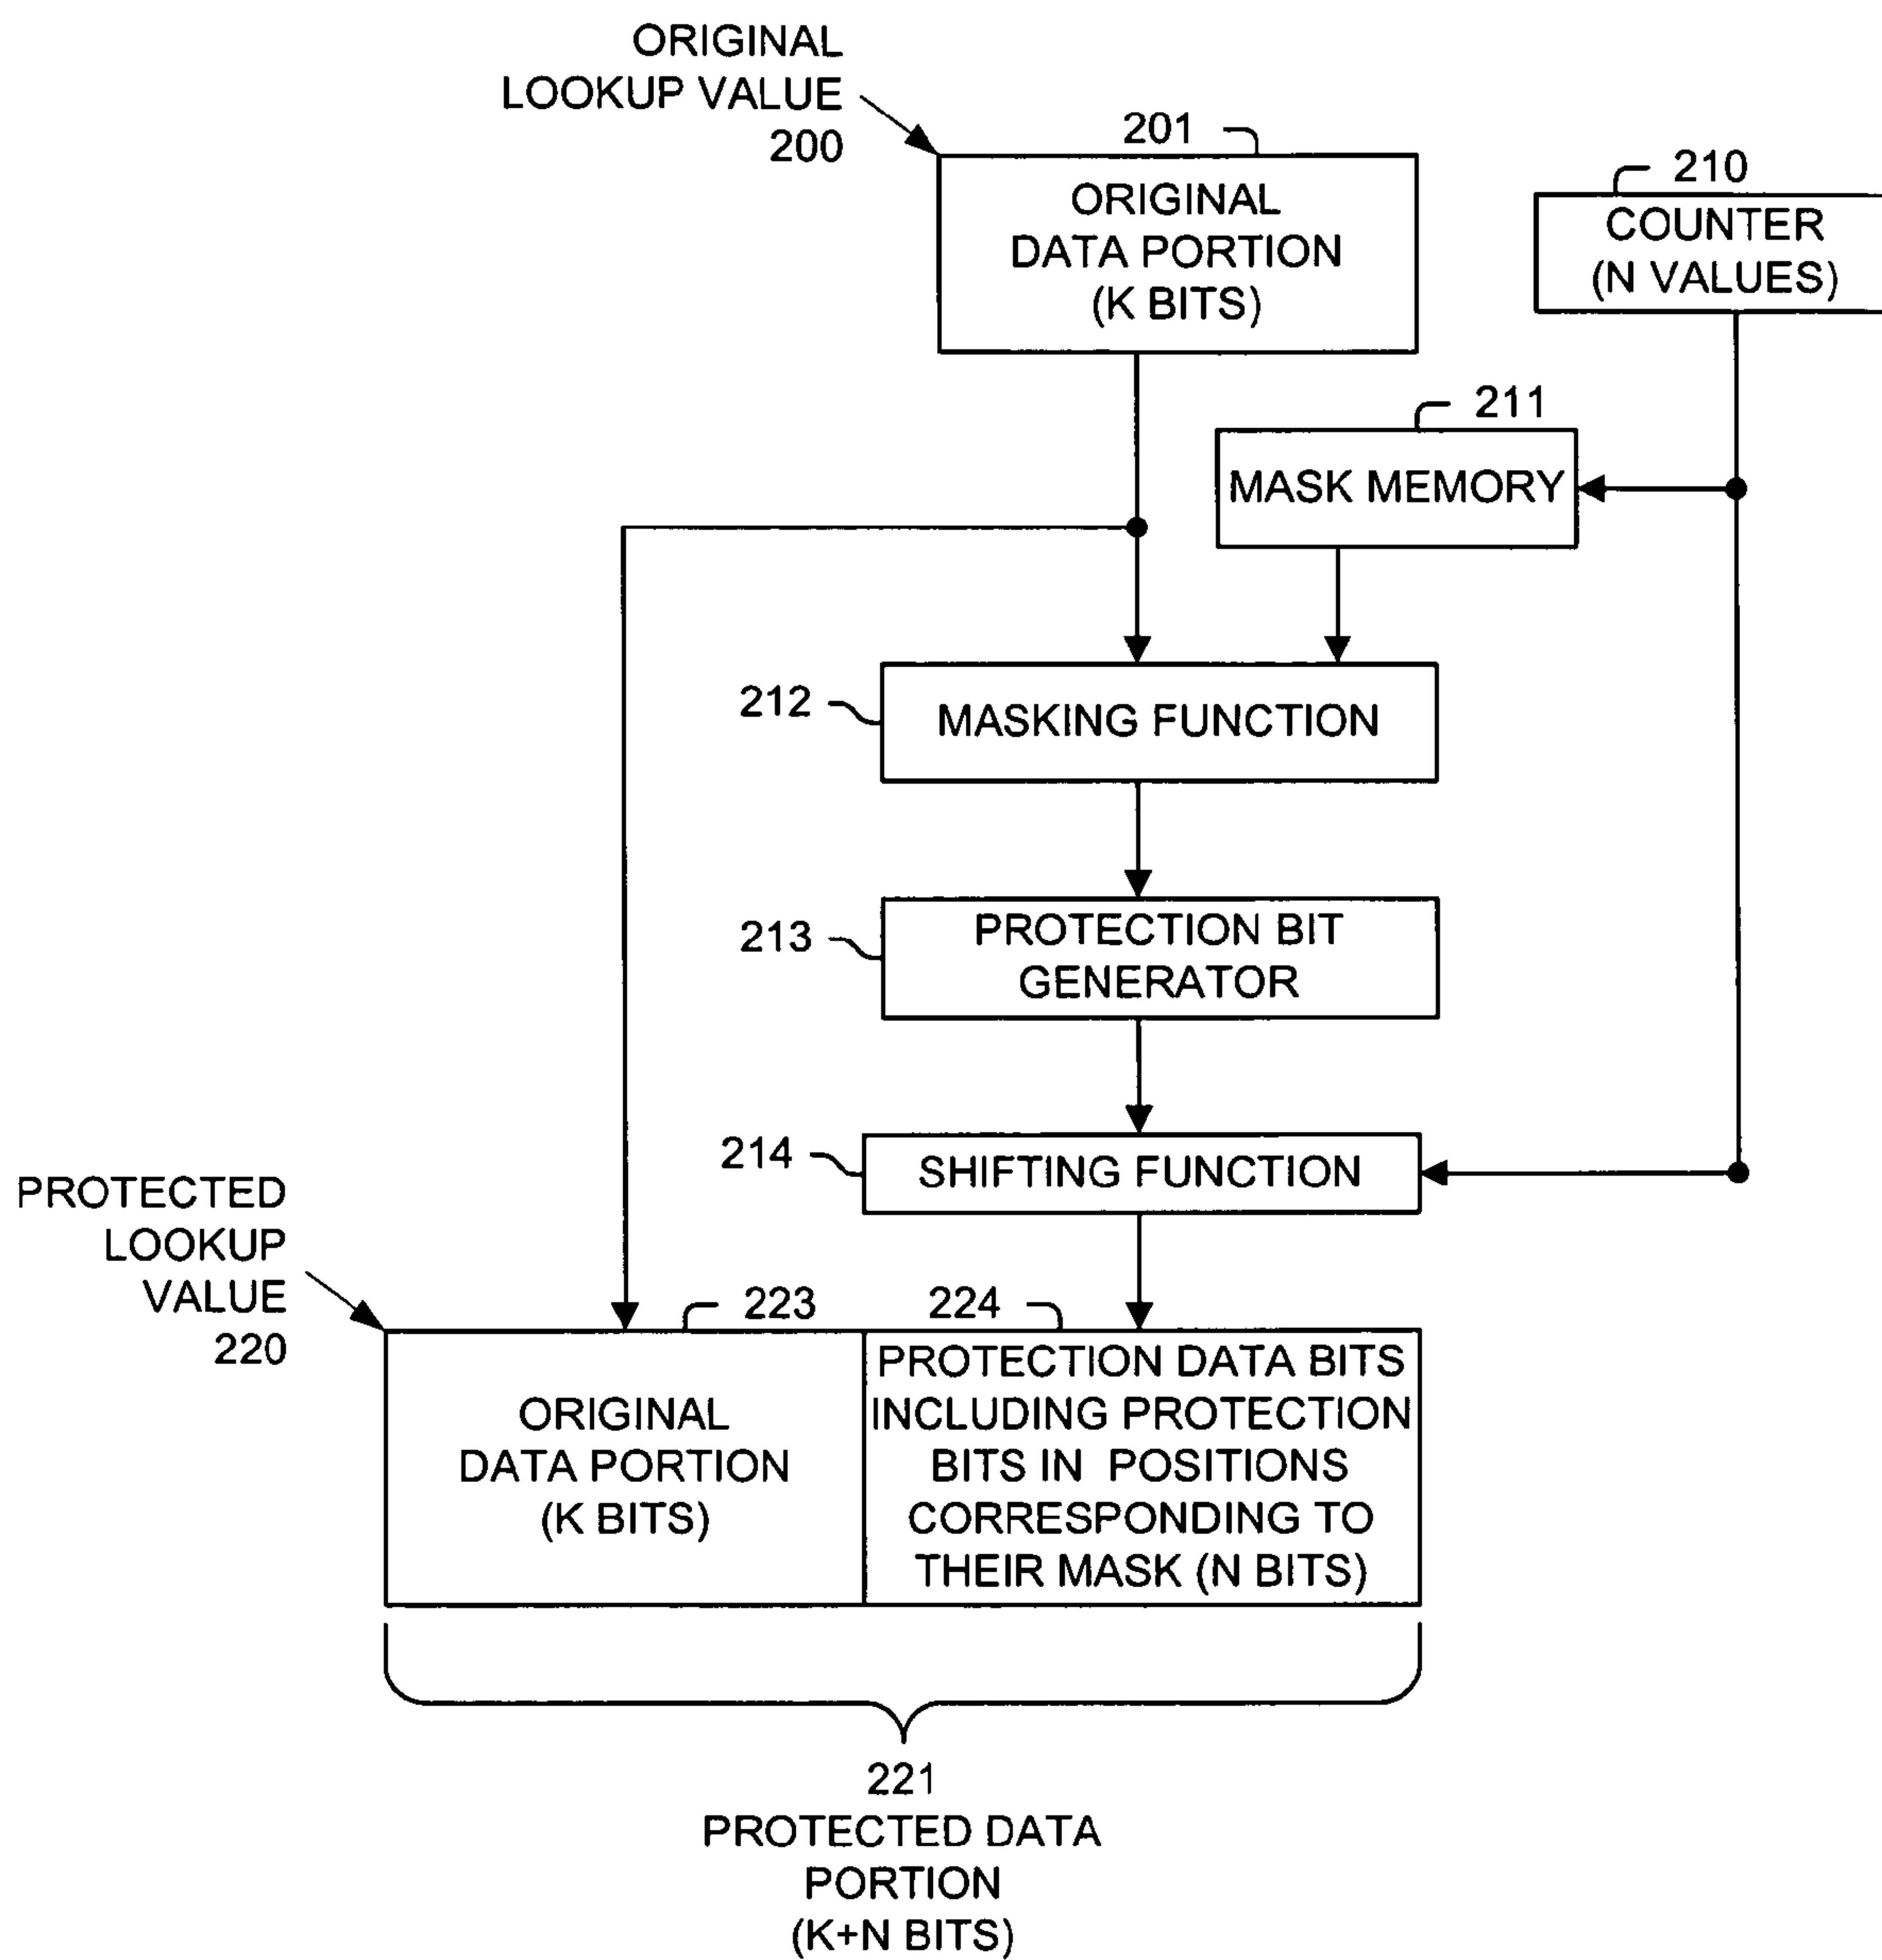 ORIGINAL
LOOKUP VALUE
200
201
ORIGINAL
DATA PORTION
(K BITS)
210
COUNTER
(N VALUES)
211
MASK MEMORY
212
MASKING FUNCTION
213
PROTECTION BIT
GENERATOR
214
SHIFTING FUNCTION
PROTECTED
LOOKUP
VALUE
220
223
224
ORIGINAL
DATA PORTION
(K BITS)
PROTECTION DATA BITS
INCLUDING PROTECTION
BITS IN POSITIONS
CORRESPONDING TO
THEIR MASK (N BITS)
221
PROTECTED DATA
PORTION
(K+N BITS)